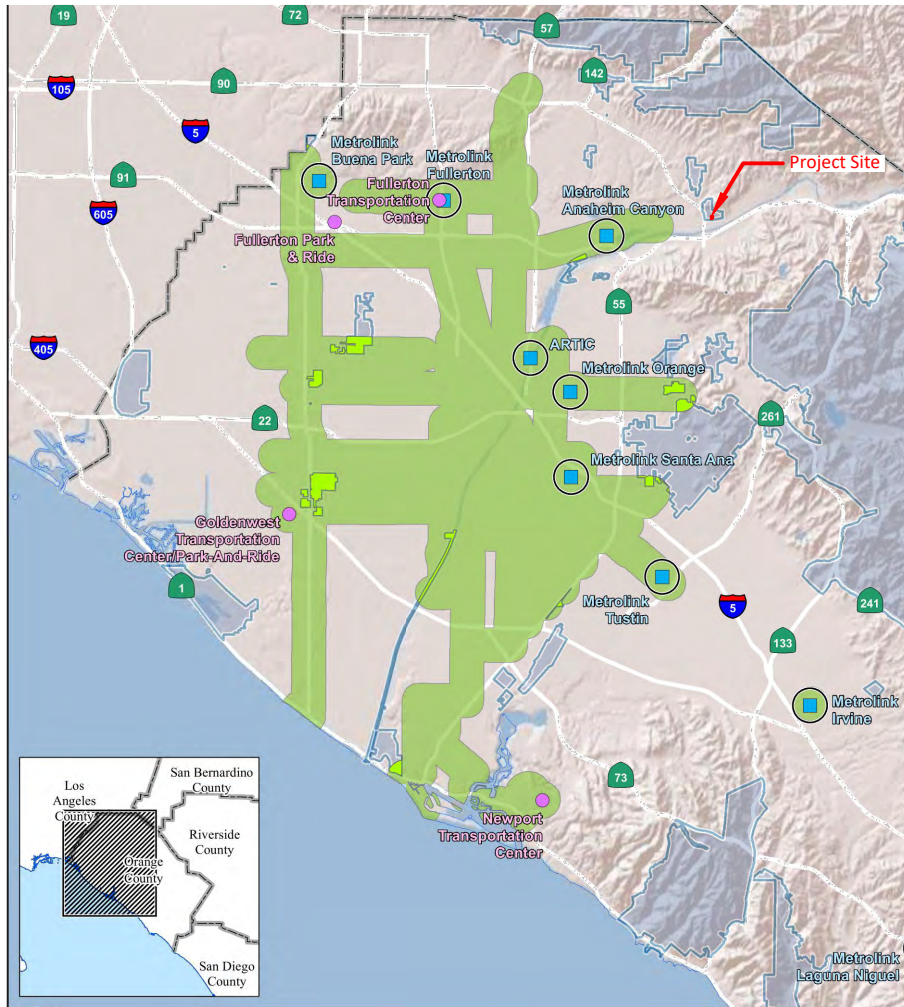 19
72
57
142
105
90
5
Metrolink
Buena Park
Metrolink
Fullerton
Project Site
91
Fullerton
Transportation
Center
Metrolink
Anaheim Canyon
605
Fullerton Park
& Ride
55
405
ARTIC
Metrolink Orange
22
261
Metrolink Santa Ana
Goldenwest
Transportation
Center/Park-And-Ride
1
Metrolink
Tustin
5
241
133
Metrolink
Irvine
73
Newport
Transportation
Center
San Bernardino
County
Los
Angeles
County
Riverside
County
Orange
County
San Diego
County
Metrolink
Laguna Niguel